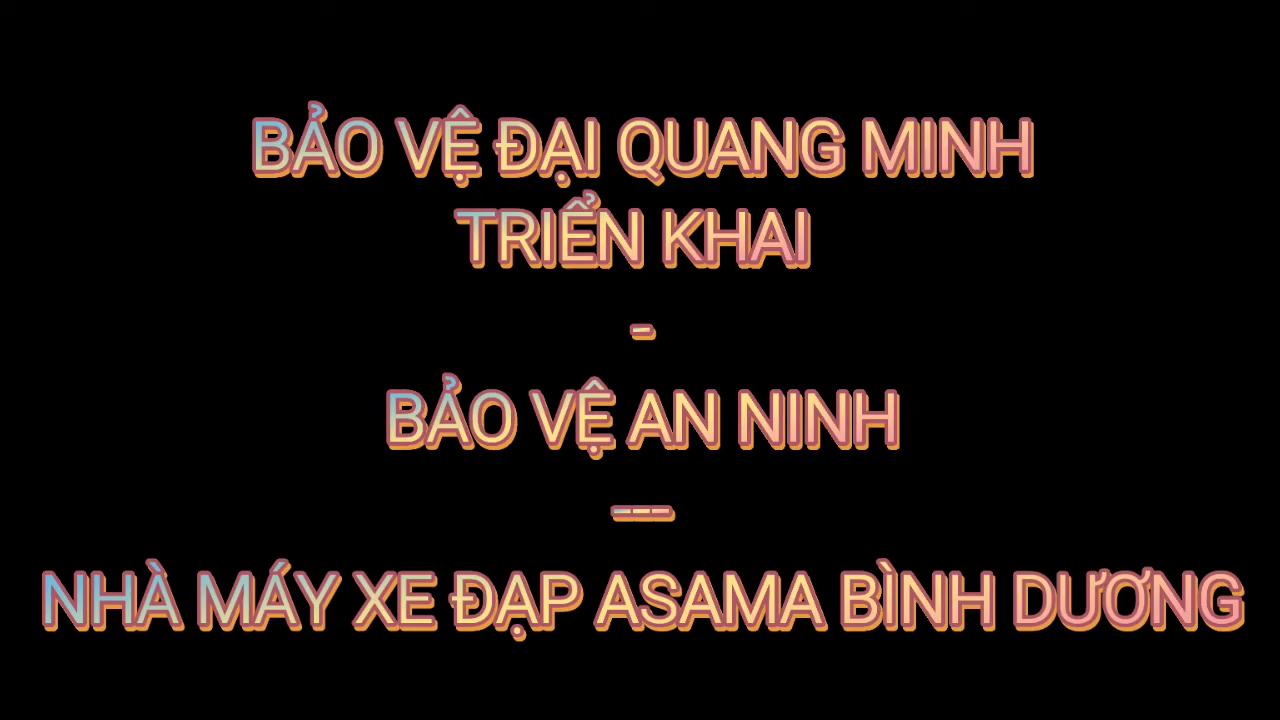 BẢO VỆ ĐẠI QUANG MINH
TRIỂN KHAI
-
BẢO VỆ AN NINH
---
NHÀ MÁY XE ĐẠP ASAMA BÌNH DƯƠNG